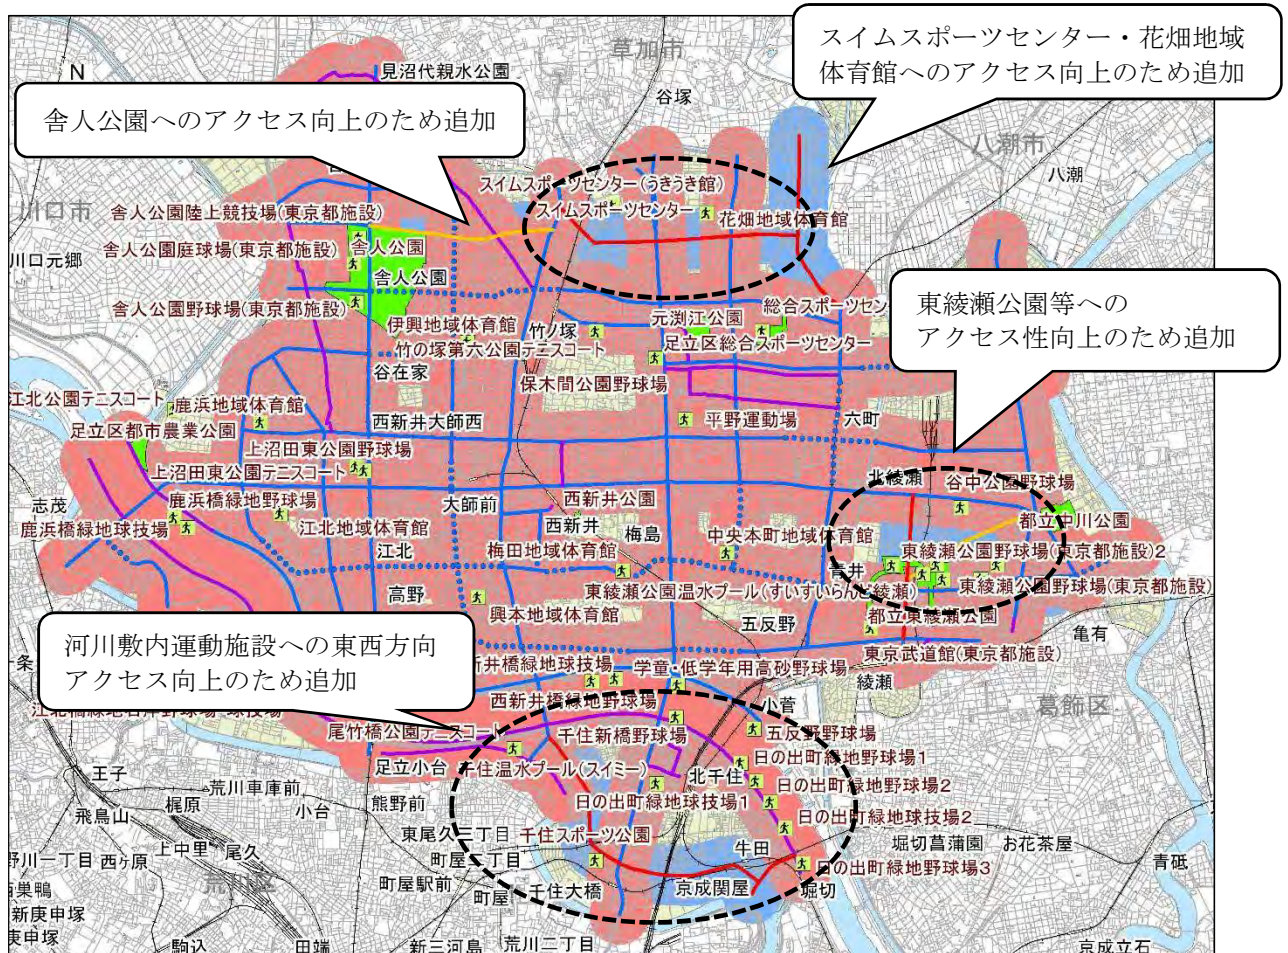 スイムスポーツセンター・花畑地域
体育館へのアクセス向上のため追加
草加市
N
見沼代親水公園
谷塚
舎人公園へのアクセス向上のため追加
八潮市
八潮
川口市
スイムスポーツセンター(うきうき館)
舎人公園陸上競技場(東京都施設)
スイムスポーツセンター
花畑地域体育館
川口元郷
舎人公園庭球場(東京都施設)
舎人公園
舎人公園
東綾瀬公園等への
アクセス性向上のため追加
舎人公園野球場(東京都施設)
総合スポーツセン
元渕江公園
伊興地域体育館
竹ノ塚
足立区総合スポーツセンター
竹の塚第六公園テニスコート
谷在家
保木間公園野球場
江北公園テニスコート
鹿浜地域体育館
足立区都市農業公園
西新井大師西
平野運動場
六町
上沼田東公園野球場
上沼田東公園テニスコート
北綾瀬
谷中公園野球場
志茂
鹿浜橋緑地野球場
大師前
西新井公園
都立中川公園
鹿浜橋緑地球技場
江北地域体育館
西新井
梅島
中央本町地域体育館
江北
梅田地域体育館
青井
東綾瀬公園野球場(東京都施設)2
高野
東綾瀬公園温水プール(すいすいらんど綾瀬)
東綾瀬公園野球場(東京都施設)
興本地域体育館
五反野
都立東綾瀬公園
亀有
河川敷内運動施設への東西方向
アクセス向上のため追加
新井橋緑地球技場
学童・低学年用高砂野球場
東京武道館(東京都施設)
綾瀬
西新井橋緑地野球場
小菅
葛飾区
尾竹橋公園テニスコート
千住新橋野球場
五反野野球場
足立小台
千住温水プール(スイミー)
北千住
日の出町緑地野球場1
王子
荒川車庫前
日の出町緑地野球場2
飛鳥山
梶原
小台
熊野前
日の出町緑地球技場1
日の出町緑地球技場2
東尾久三丁目
千住スポーツ公園
上中里
尾久
西ヶ原
牛田
堀切菖蒲園
お花茶屋
町屋二丁目
日の出町緑地野球場3
青砥
荒川区
町屋駅前
町屋
千住大橋
京成関屋
堀切
新庚申塚
庚申塚
駒込
田端
新三河島
荒川二丁目
京成立石